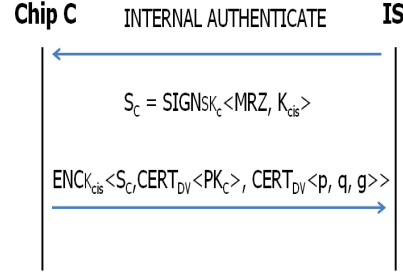 Chip C INTERNAL AUTHENTICATE IS
S_C = SIGN_SK_c<MRZ, K_cis>
ENC_K_cis<S_C,CERT_DV<PK_C>, CERT_DV<p, q, g>>